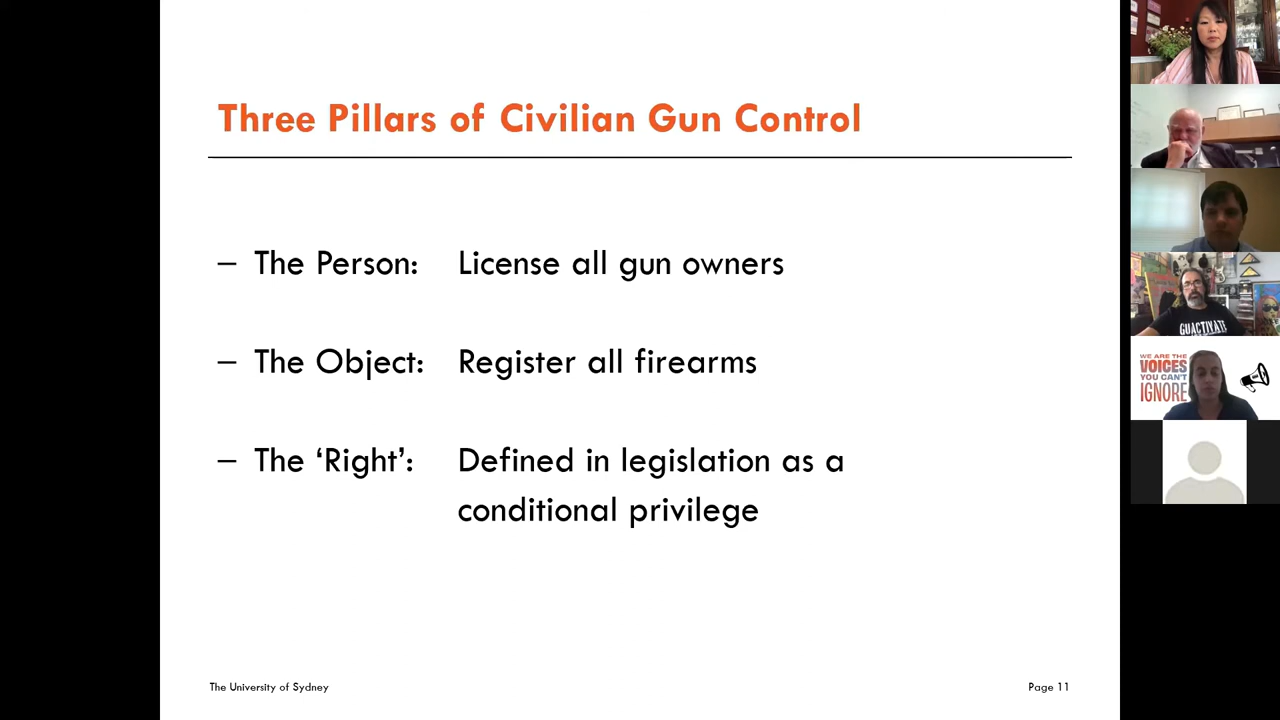 Three Pillars of Civilian Gun Control
– The Person: License all gun owners
– The Object: Register all firearms
– The ‘Right’: Defined in legislation as a
conditional privilege
The University of Sydney
Page 11
GUACTIVATE
WE ARE THE
VOICES
YOU CAN'T
IGNORE